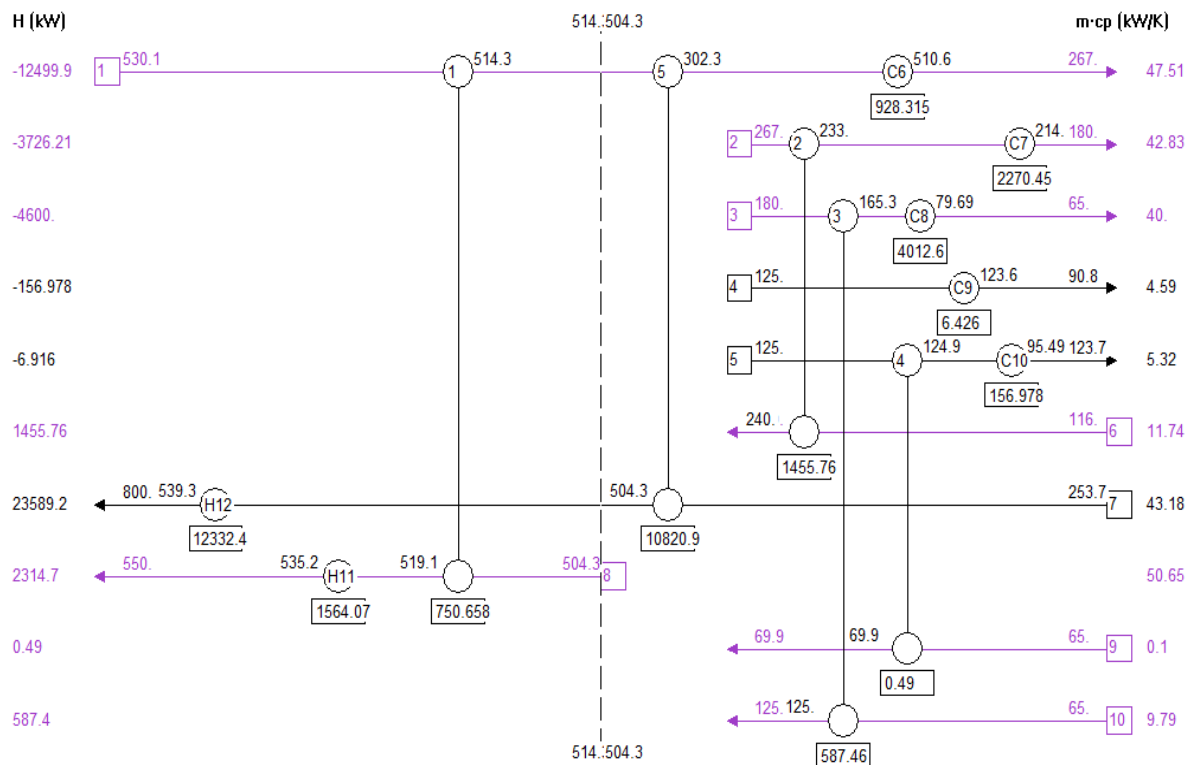 H (kW) 514.3 504.3 m·cp (kW/K)
-12499.9 1 530.1 1 514.3 5 302.3 C6 510.6 267. 47.51
928.315
-3726.21 2 267. 2 233. C7 214. 180. 42.83
2270.45
-4600. 3 180. 3 165.3 C8 79.69 65. 40.
4012.6
-156.978 4 125. C9 123.6 90.8 4.59
6.426
-6.916 5 125. 4 124.9 C10 95.49 123.7 5.32
156.978
1455.76 240. 116. 6 11.74
1455.76
23589.2 800. 539.3 H12 504.3 253.7 7 43.18
12332.4 10820.9
2314.7 550. 535.2 H11 519.1 504.3 8 50.65
1564.07 750.658
0.49 69.9 69.9 65. 9 0.1
0.49
587.4 125. 125. 65. 10 9.79
514.3 504.3 587.46